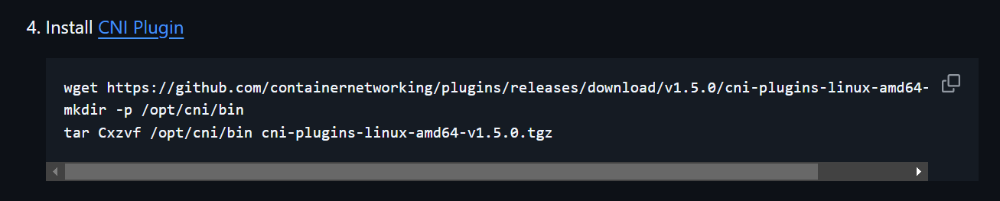 4. Install CNI Plugin
wget https://github.com/containernetworking/plugins/releases/download/v1.5.0/cni-plugins-linux-amd64-
mkdir -p /opt/cni/bin
tar Cxzvf /opt/cni/bin cni-plugins-linux-amd64-v1.5.0.tgz